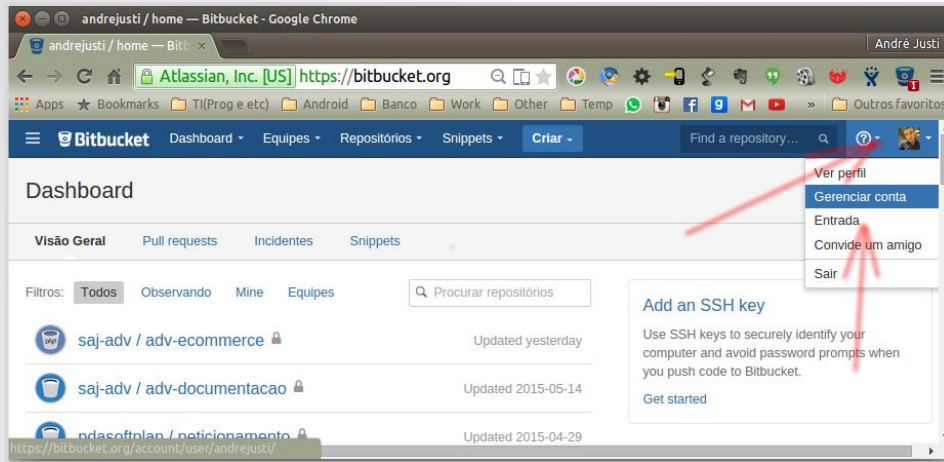 andrejusti / home — Bitbucket - Google Chrome
andrejusti / home — Bitb
André Justi
Atlassian, Inc. [US] https://bitbucket.org
Apps Bookmarks TI(Prog e etc) Android Banco Work Other Temp » Outros favoritos
Bitbucket Dashboard Equipes Repositórios Snippets Criar Find a repository...
Ver perfil
Gerenciar conta
Entrada
Convide um amigo
Sair
Dashboard
Visão Geral Pull requests Incidentes Snippets
Filtros: Todos Observando Mine Equipes Procurar repositórios
saj-adv / adv-ecommerce Updated yesterday
saj-adv / adv-documentacao Updated 2015-05-14
pdasoftplan / peticionamento Updated 2015-04-29
Add an SSH key
Use SSH keys to securely identify your
computer and avoid password prompts when
you push code to Bitbucket.
Get started
https://bitbucket.org/account/user/andrejusti/